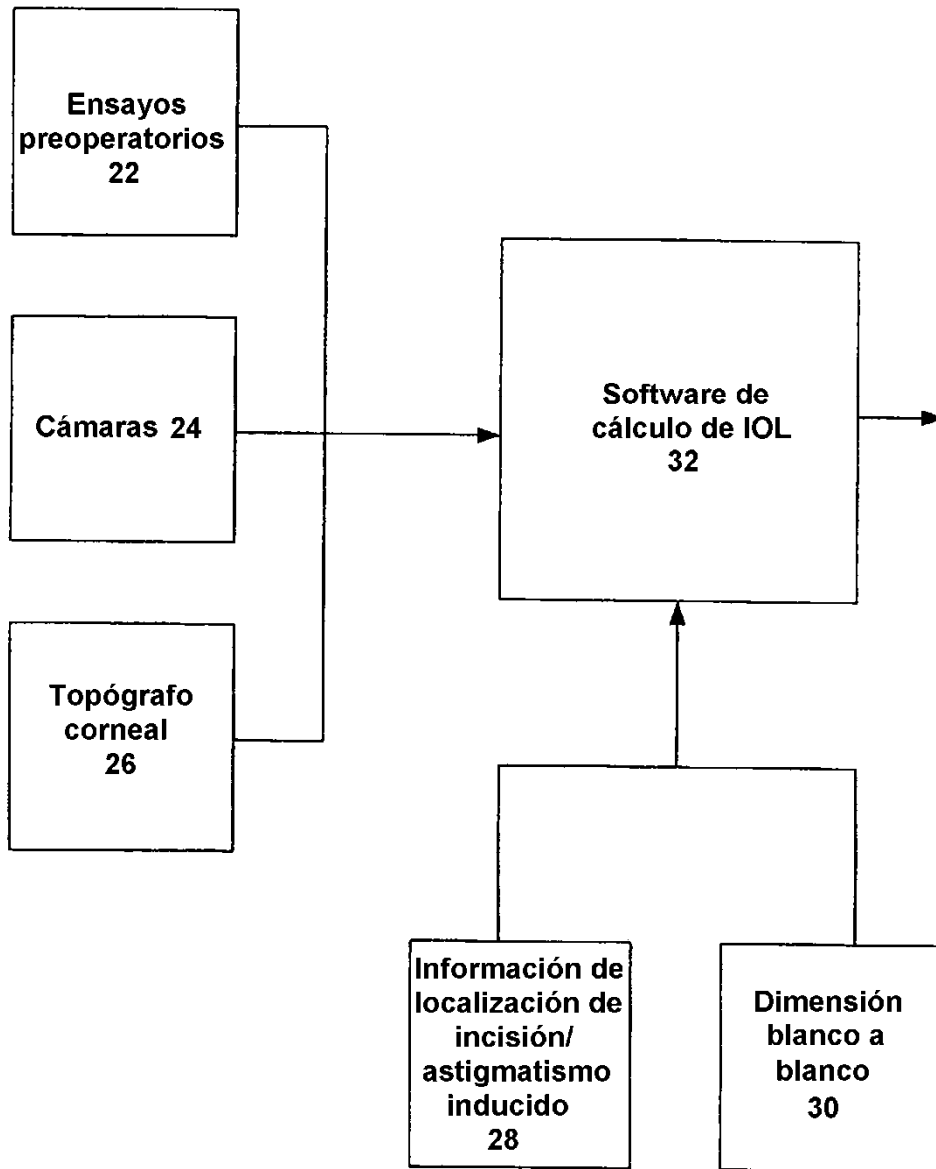 Ensayos
preoperatorios
22
Cámaras 24
Software de
cálculo de IOL
32
Topógrafo
corneal
26
Información de
localización de
incisión/
astigmatismo
inducido
28
Dimensión
blanco a
blanco
30